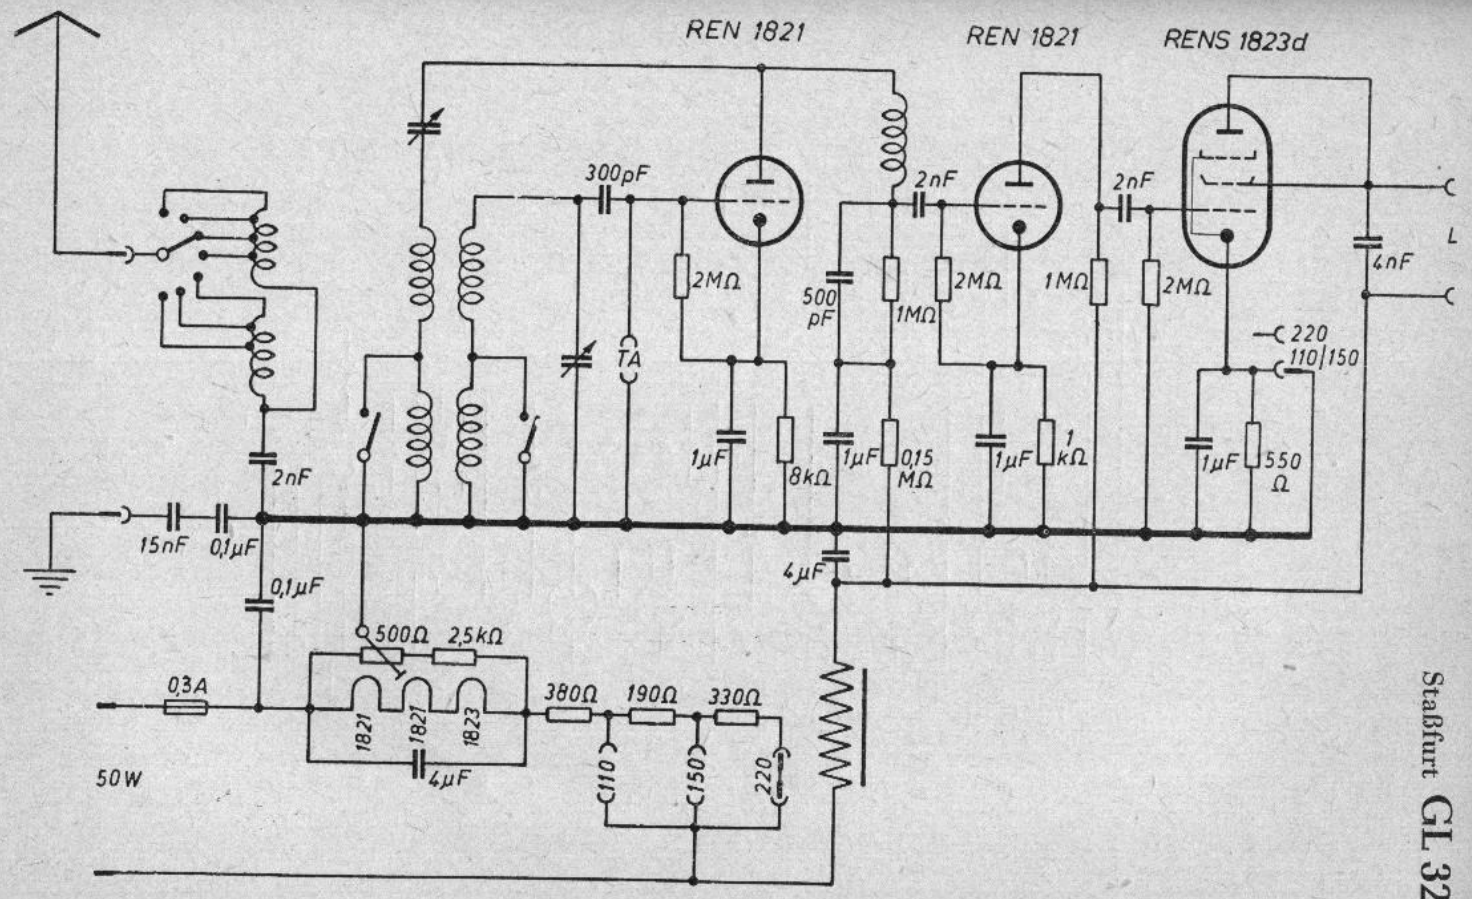 REN 1821
REN 1821
RENS 1823d
300pF
2nF
2nF
L
4nF
2MΩ
500
pF
1MΩ
2MΩ
1MΩ
2MΩ
TA
220
110/150
2nF
1µF
8kΩ
1µF
0,15
MΩ
1µF
1
kΩ
1µF
550
Ω
15nF
0,1µF
4µF
0,1µF
500Ω
2,5kΩ
0,3A
380Ω
190Ω
330Ω
1821
1821
1823
50W
4µF
110
150
220
Staßfurt GL 32